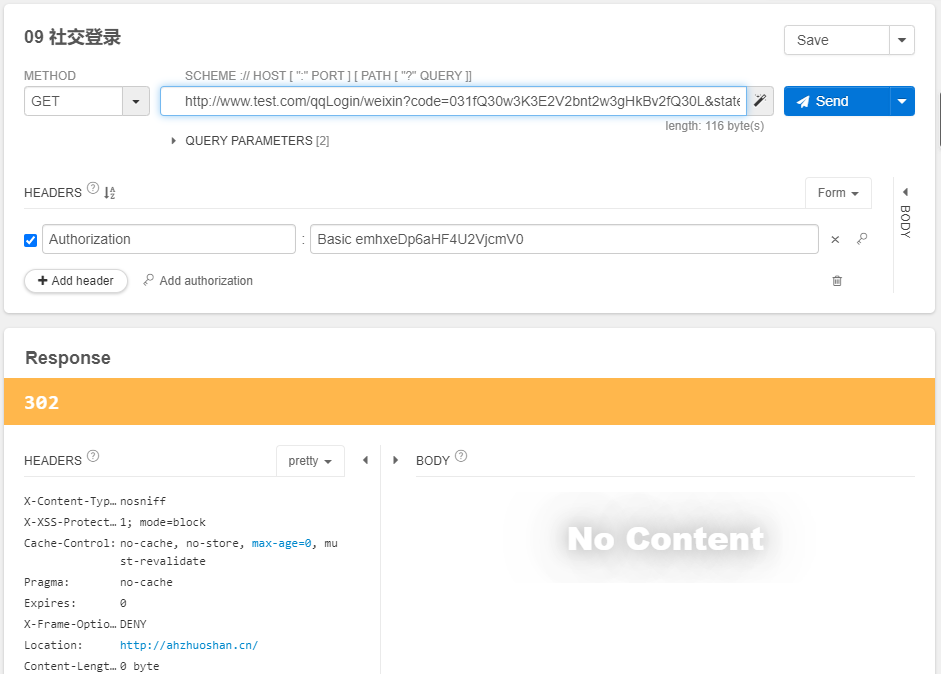 09 社交登录
Save
METHOD
SCHEME :// HOST [ ":" PORT ] [ PATH [ "?" QUERY ]]
GET
http://www.test.com/qqLogin/weixin?code=031fQ30w3K3E2V2bnt2w3gHkBv2fQ30L&state
Send
length: 116 byte(s)
QUERY PARAMETERS [2]
HEADERS ? AZ
Form
BODY
Authorization : Basic emhxeDp6aHF4U2VjcmV0
Add header
Add authorization
Response
302
HEADERS ?
pretty
BODY ?
X-Content-Typ… nosniff
X-XSS-Protect… 1; mode=block
Cache-Control: no-cache, no-store, max-age=0, mu
st-revalidate
Pragma: no-cache
Expires: 0
X-Frame-Optio… DENY
Location: http://ahzhuoshan.cn/
Content-Lengt… 0 byte
No Content